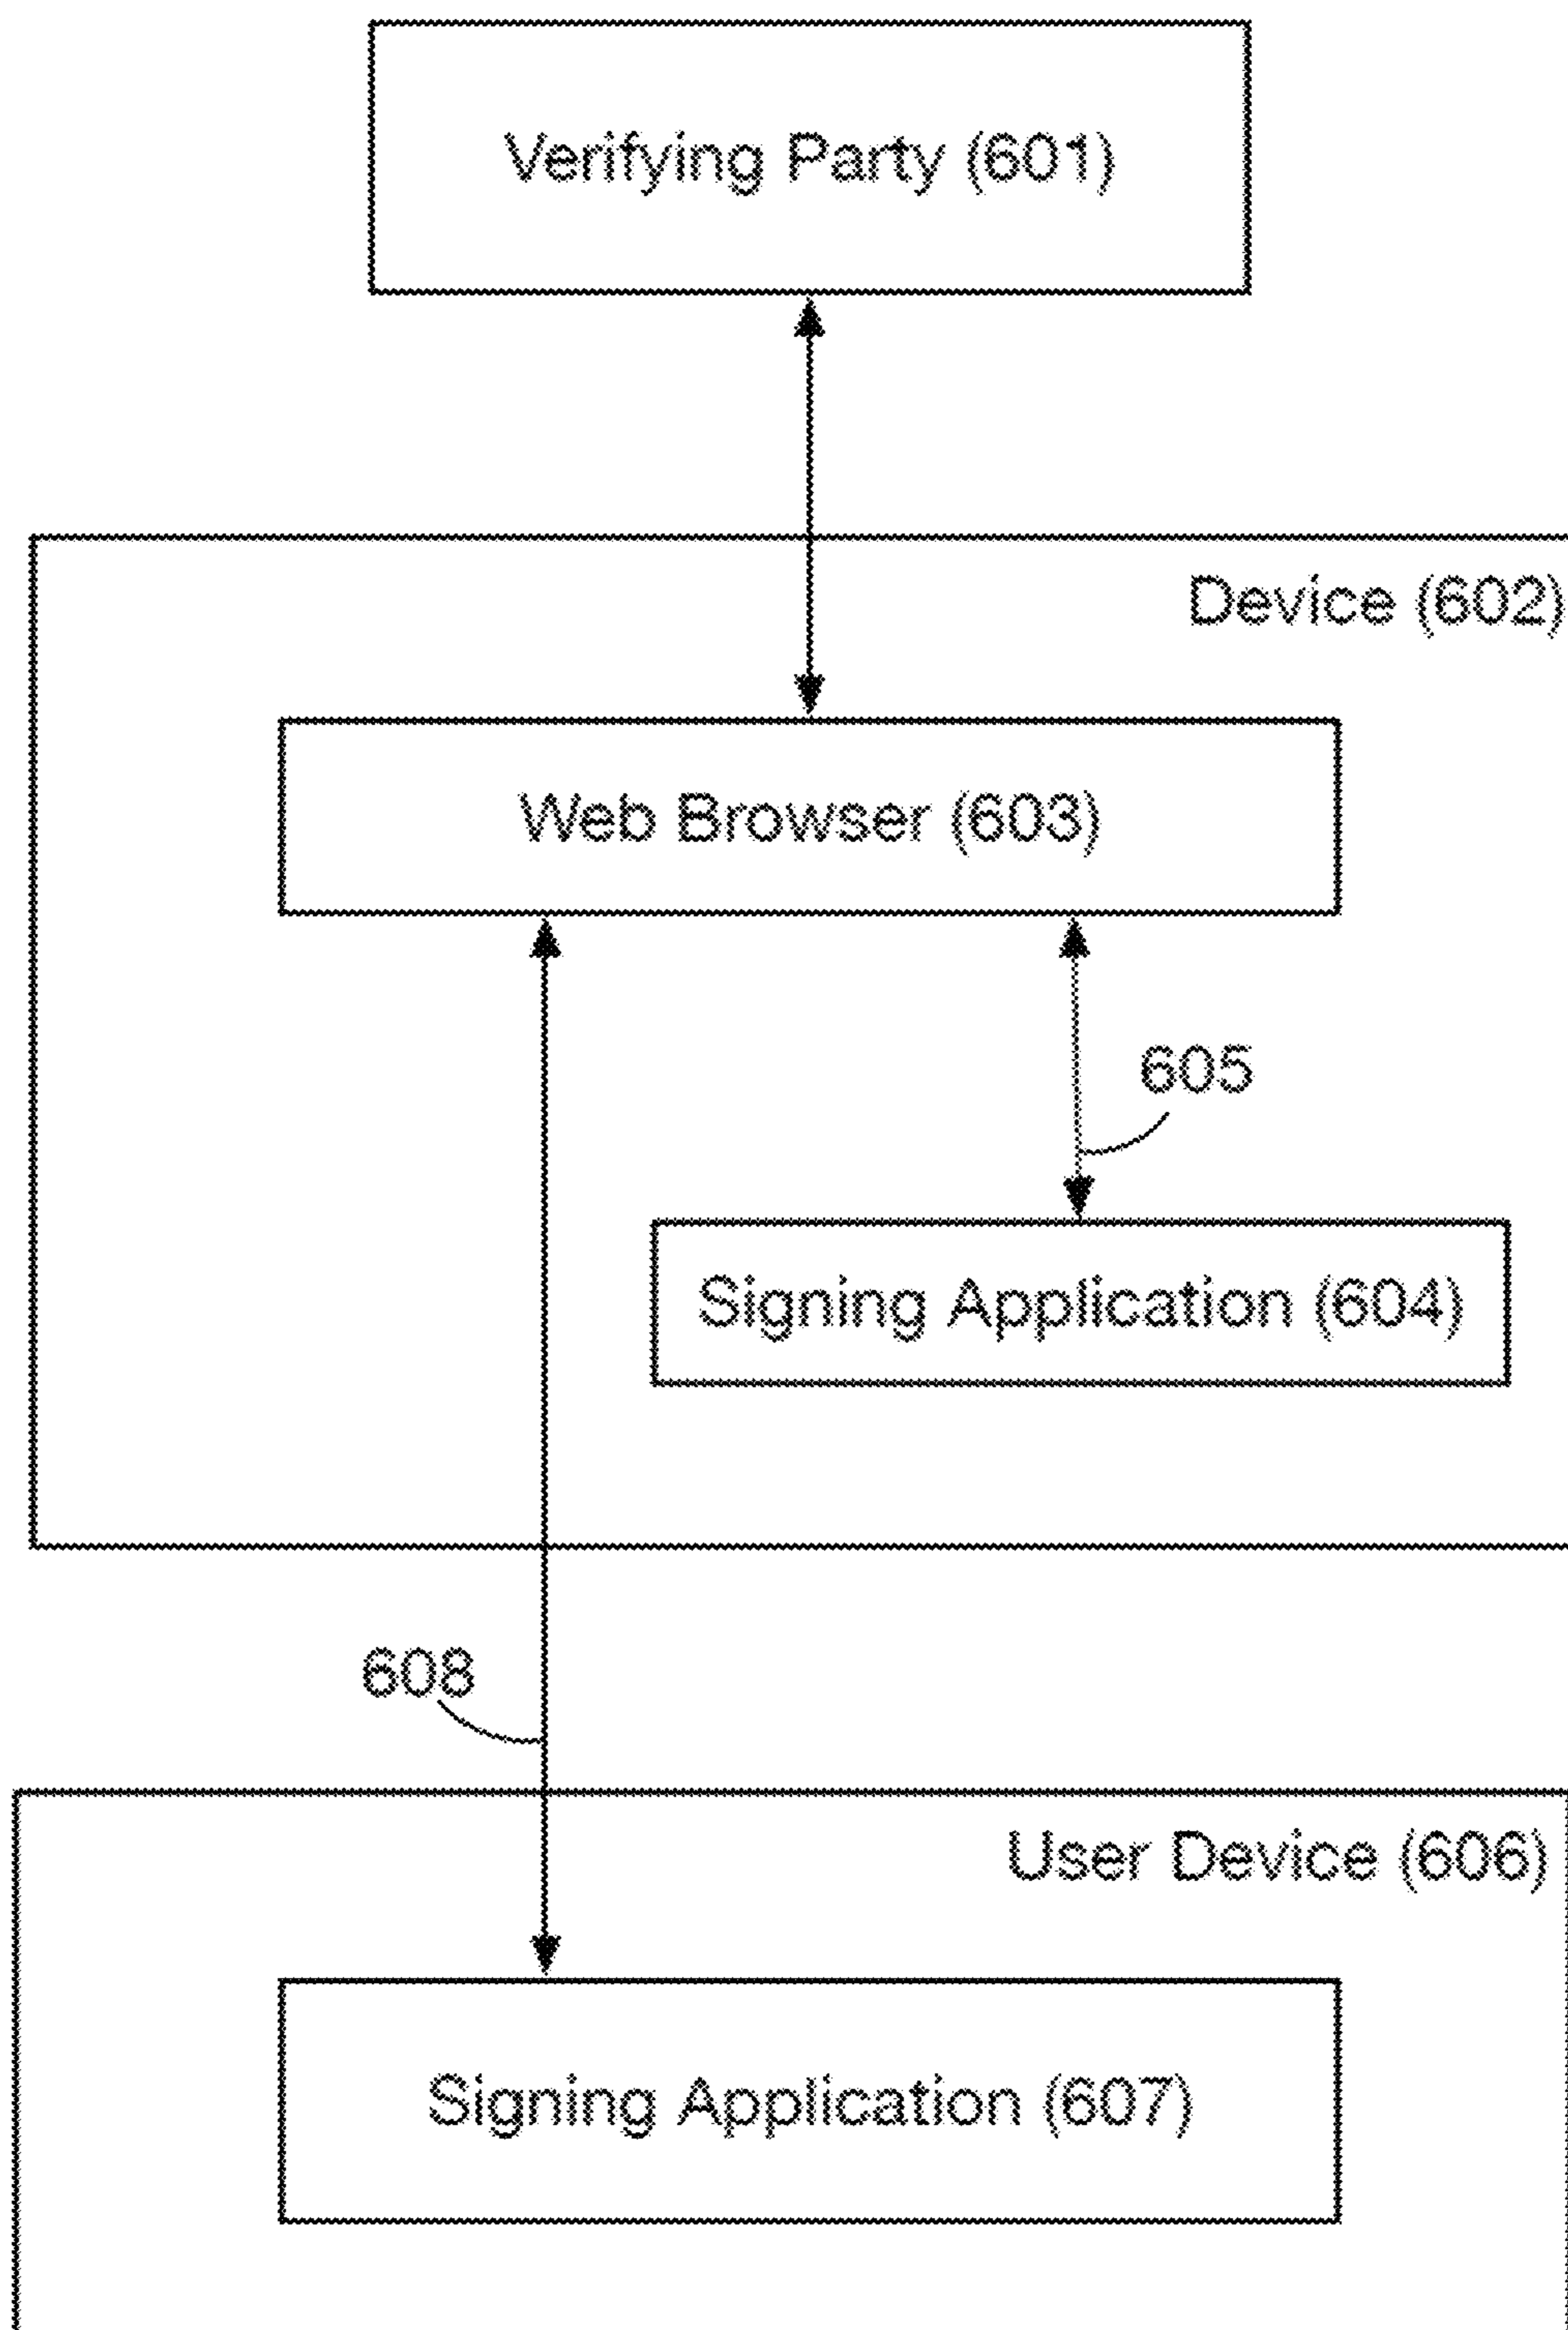 Verifying Party (601)
Device (602)
Web Browser (603)
605
Signing Application (604)
608
User Device (606)
Signing Application (607)